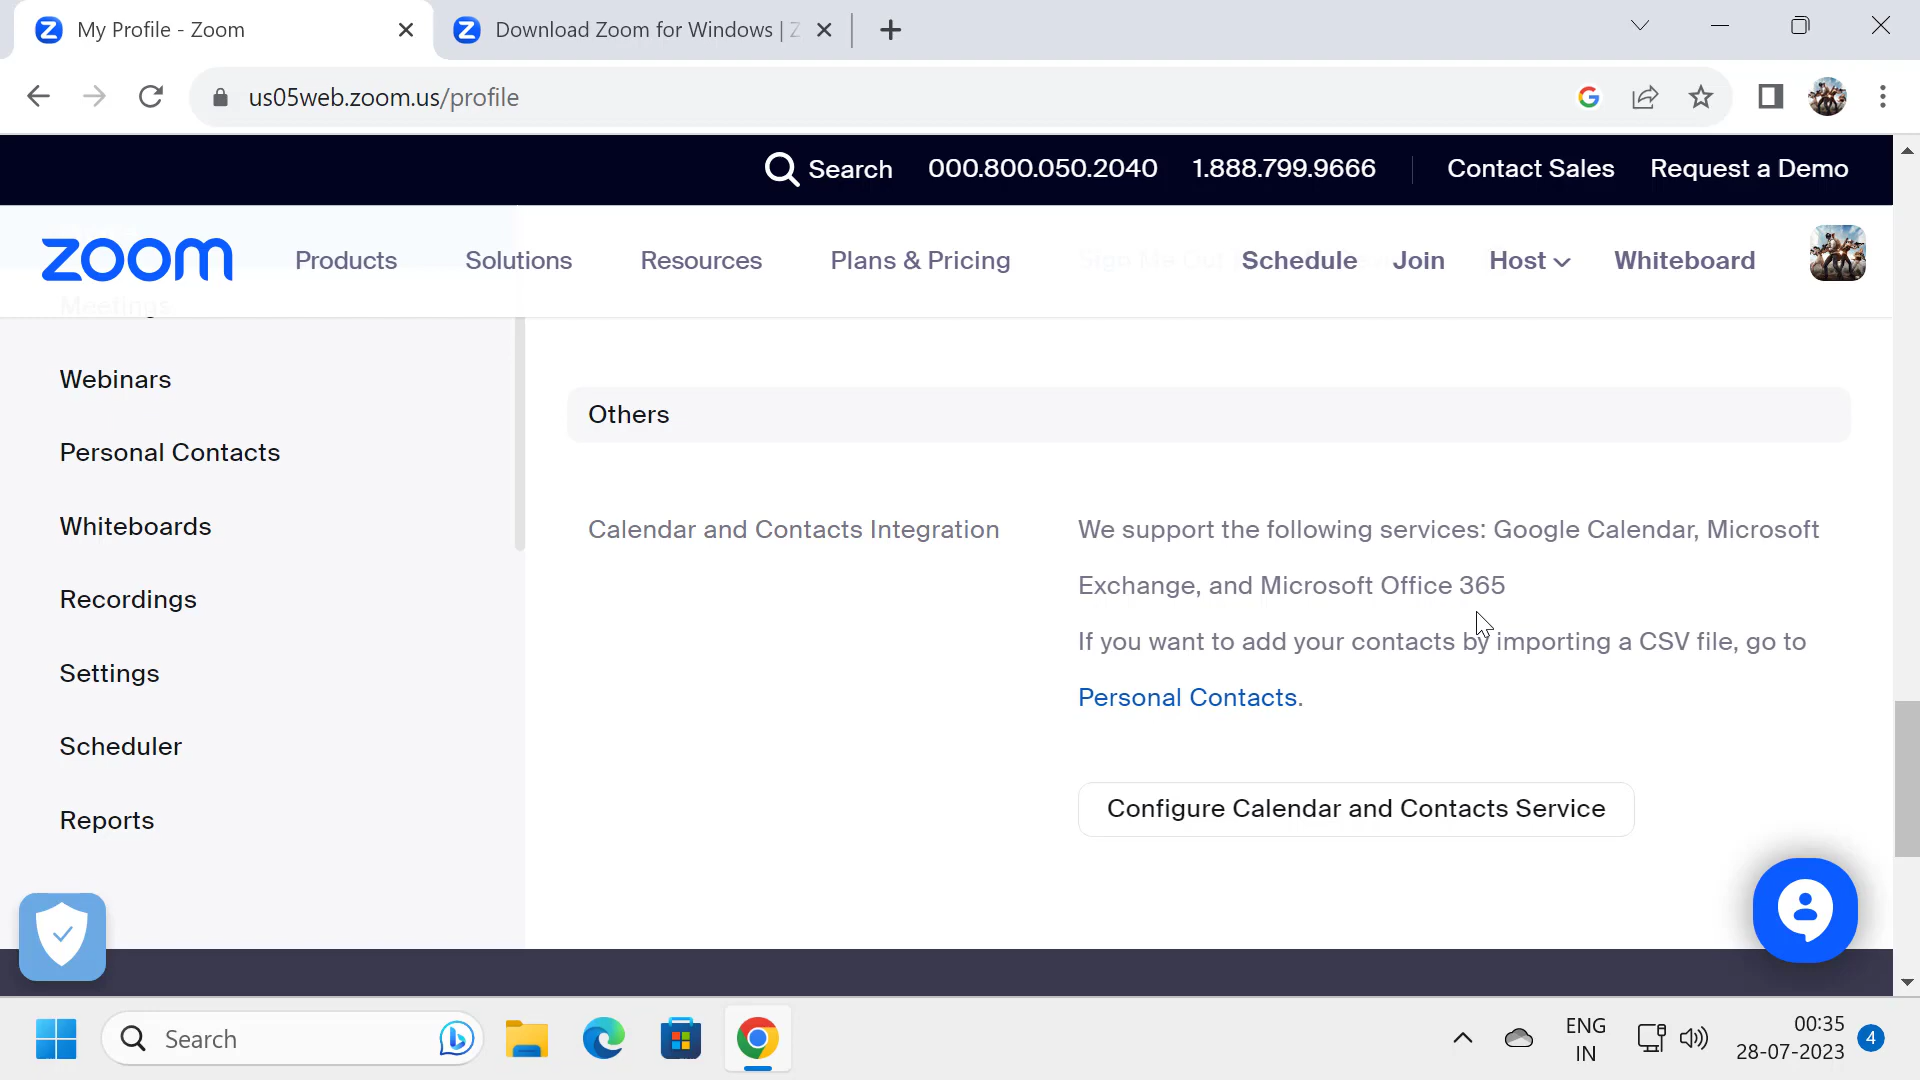 My Profile - Zoom
Download Zoom for Windows | Z
us05web.zoom.us/profile
Search 000.800.050.2040 1.888.799.9666 Contact Sales Request a Demo
zoom Products Solutions Resources Plans & Pricing Schedule Join Host Whiteboard
Meetings
Webinars
Personal Contacts
Whiteboards
Recordings
Settings
Scheduler
Reports
Others
Calendar and Contacts Integration
We support the following services: Google Calendar, Microsoft
Exchange, and Microsoft Office 365
If you want to add your contacts by importing a CSV file, go to
Personal Contacts.
Configure Calendar and Contacts Service
Search
ENG
IN
00:35
28-07-2023
4